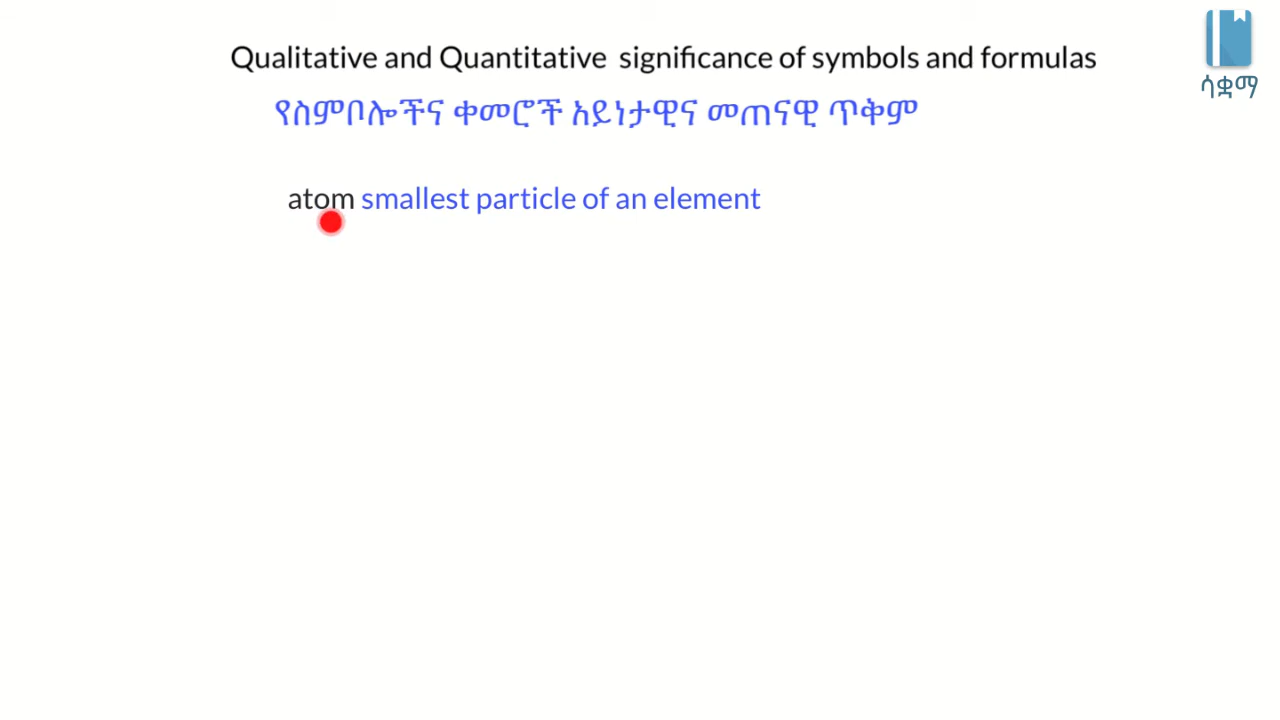 Qualitative and Quantitative significance of symbols and formulas
የስምቦሎችና ቀመሮች አይነታዊና መጠናዊ ጥቅም
atom smallest particle of an element
ሳቋማ